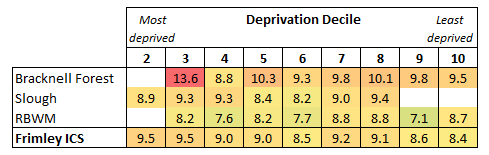 Most deprived Deprivation Decile Least deprived
2 3 4 5 6 7 8 9 10
Bracknell Forest 13.6 8.8 10.3 9.3 9.8 10.1 9.8 9.5
Slough 8.9 9.3 9.3 8.4 8.2 9.0 9.4
RBWM 8.2 7.6 8.2 7.7 8.8 8.8 7.1 8.7
Frimley ICS 9.5 9.5 9.0 9.0 8.5 9.2 9.1 8.6 8.4